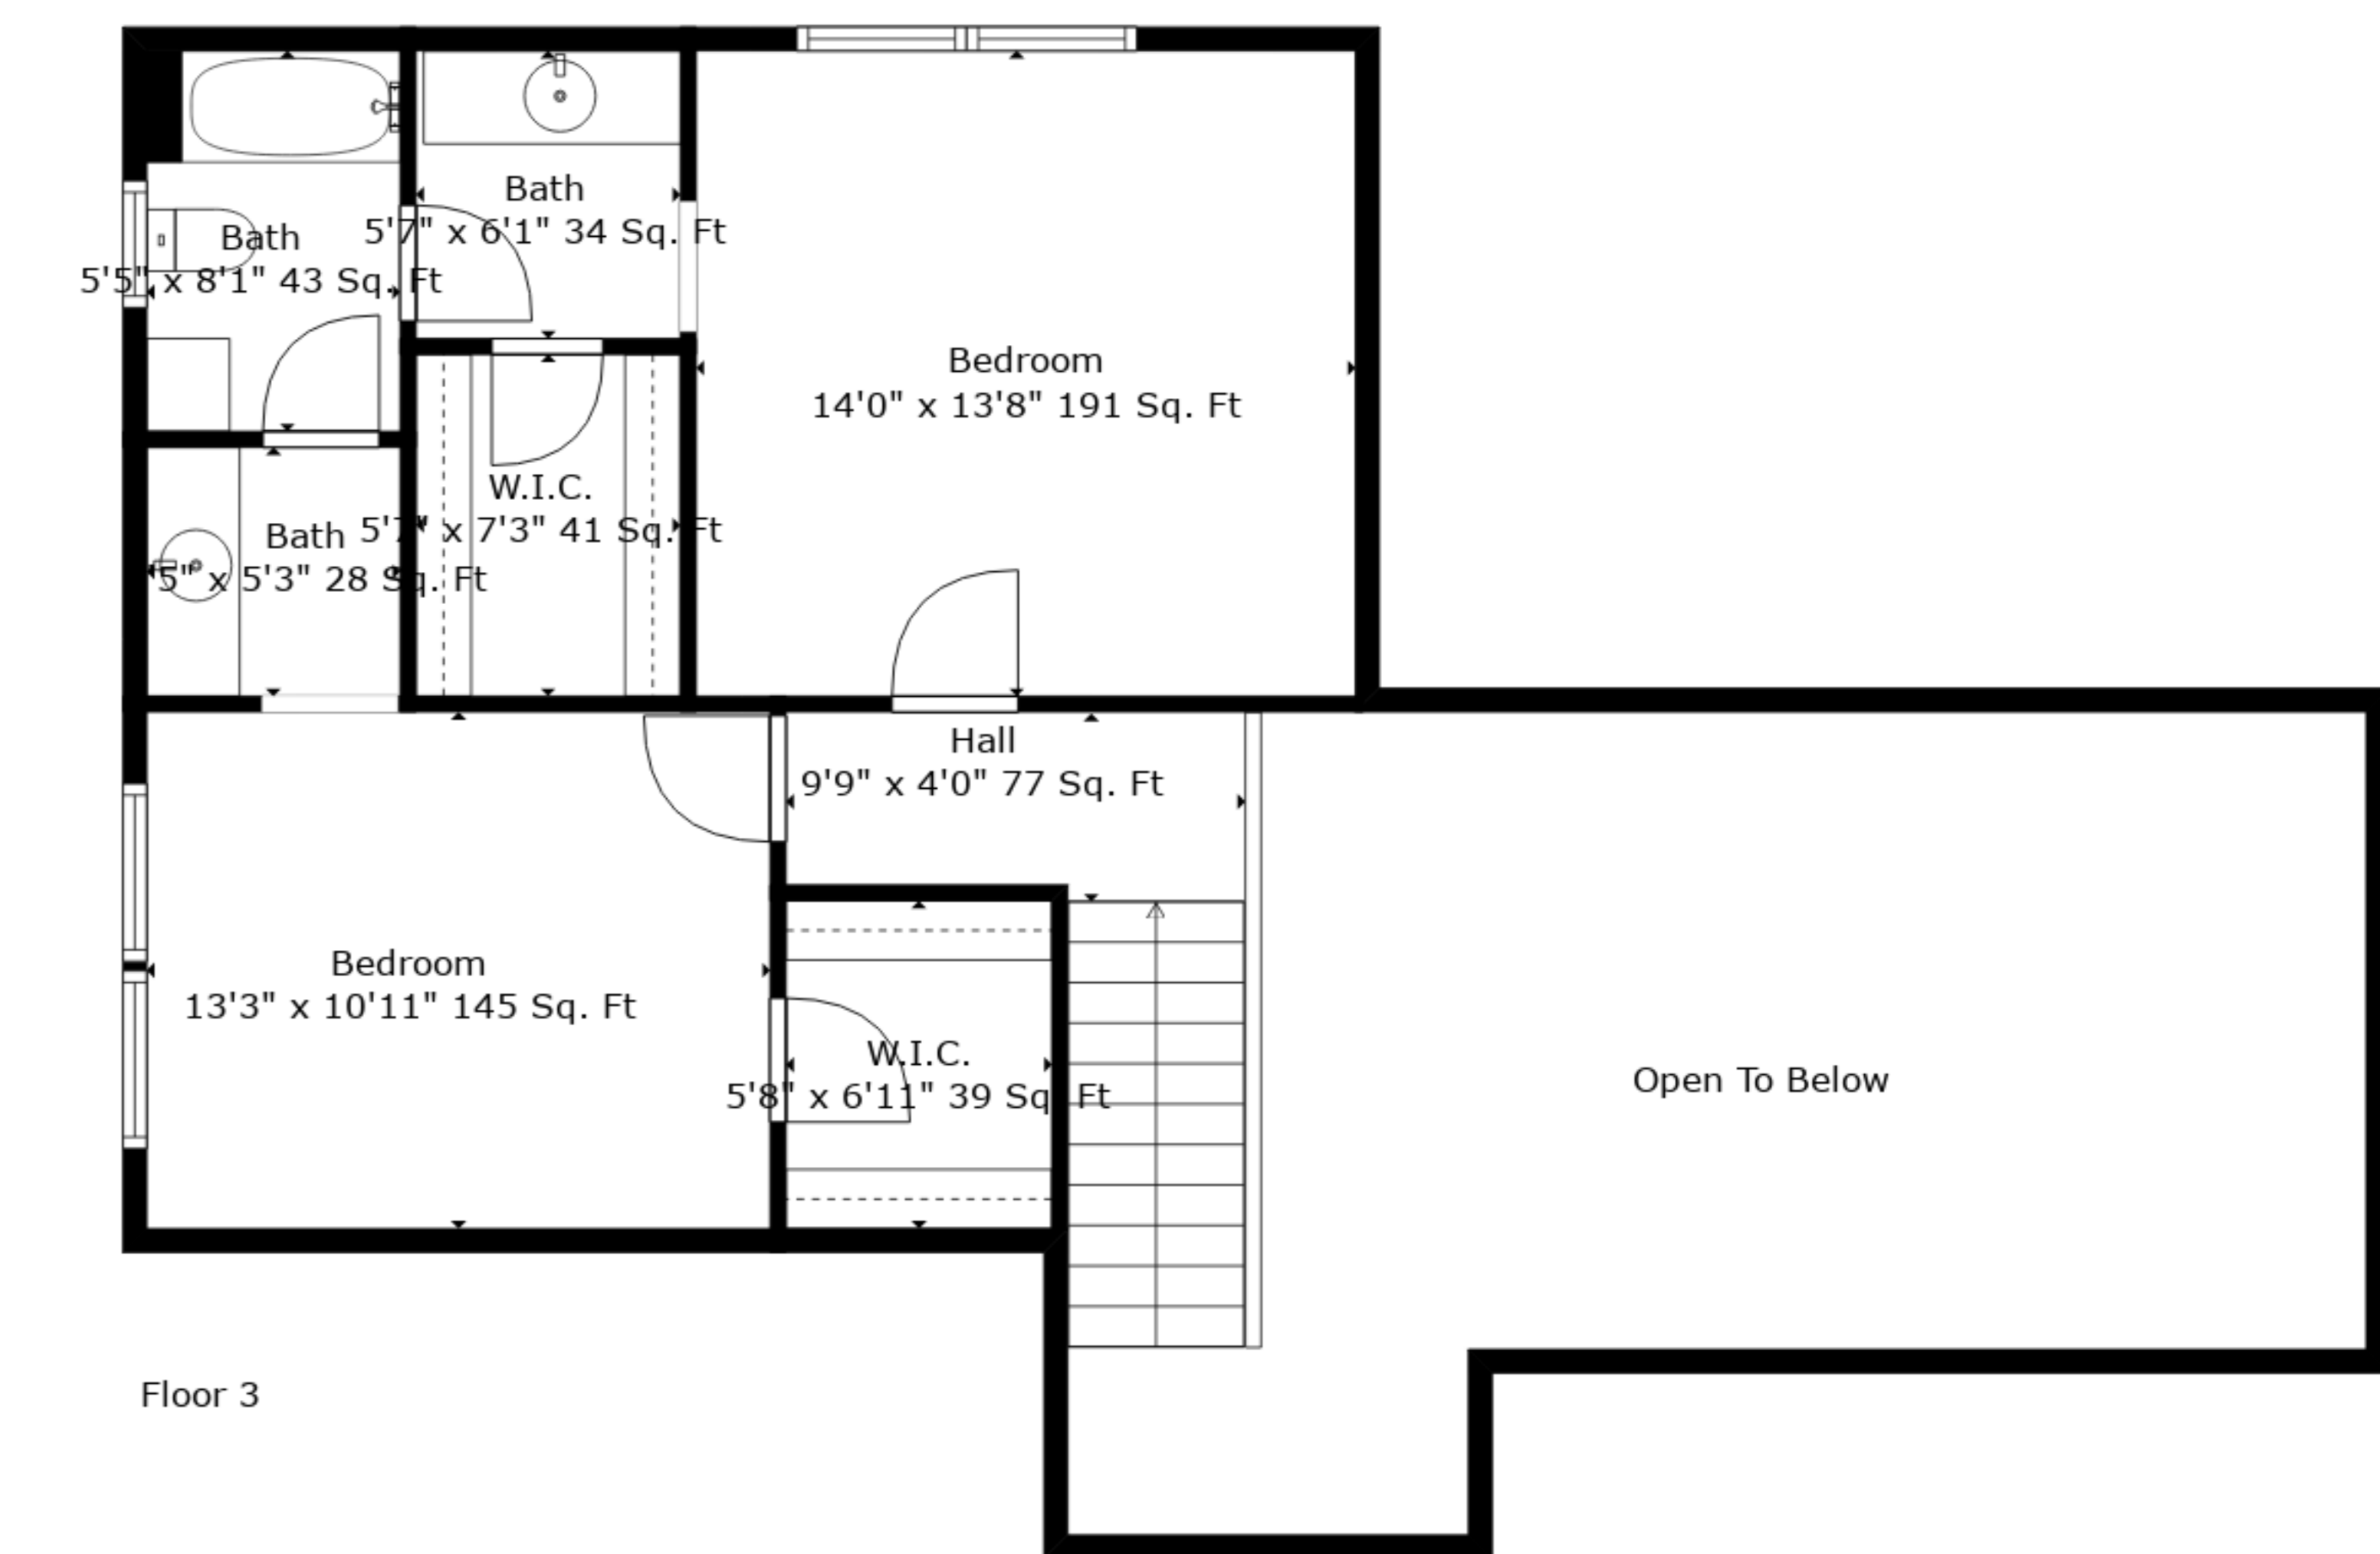 Bath
5'7" x 6'1" 34 Sq. Ft
Bath
5'5" x 8'1" 43 Sq. Ft
Bedroom
14'0" x 13'8" 191 Sq. Ft
W.I.C.
5'7" x 7'3" 41 Sq. Ft
Bath
5" x 5'3" 28 Sq. Ft
Hall
9'9" x 4'0" 77 Sq. Ft
Bedroom
13'3" x 10'11" 145 Sq. Ft
W.I.C.
5'8" x 6'11" 39 Sq. Ft
Open To Below
Floor 3